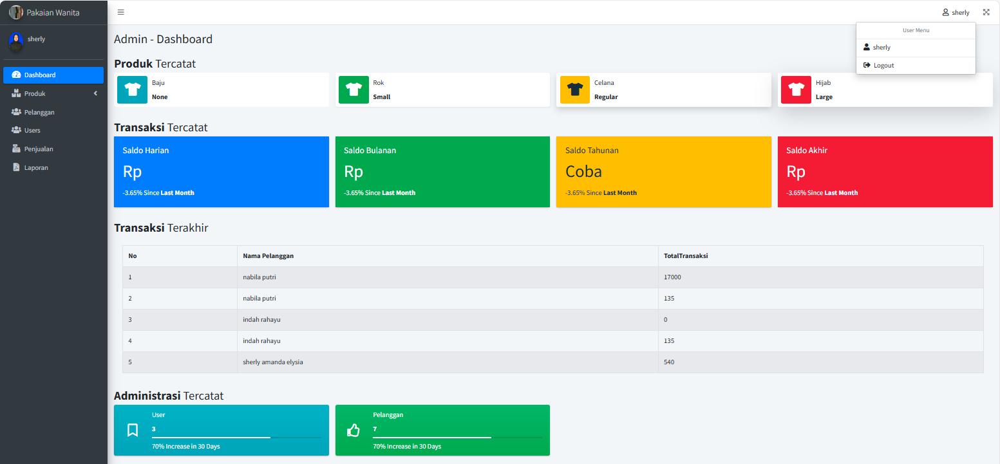 Pakaian Wanita
sherly
sherly
Dashboard
Produk
Pelanggan
Users
Penjualan
Laporan
User Menu
sherly
Logout
Admin - Dashboard
Produk Tercatat
Baju
None
Rok
Small
Celana
Regular
Hijab
Large
Transaksi Tercatat
Saldo Harian
Rp
-3.65% Since Last Month
Saldo Bulanan
Rp
-3.65% Since Last Month
Saldo Tahunan
Coba
-3.65% Since Last Month
Saldo Akhir
Rp
-3.65% Since Last Month
Transaksi Terakhir
No Nama Pelanggan TotalTransaksi
1 nabila putri 17000
2 nabila putri 135
3 indah rahayu 0
4 indah rahayu 135
5 sherly amanda elysia 540
Administrasi Tercatat
User
3
70% Increase in 30 Days
Pelanggan
7
70% Increase in 30 Days